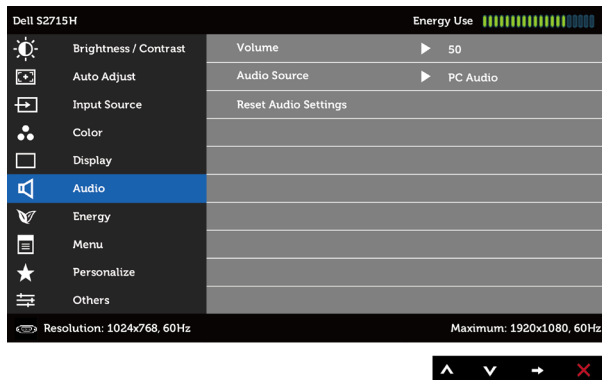 Dell S2715H Energy Use
Brightness / Contrast Volume 50
Auto Adjust Audio Source PC Audio
Input Source Reset Audio Settings
Color
Display
Audio
Energy
Menu
Personalize
Others
Resolution: 1024x768, 60Hz Maximum: 1920x1080, 60Hz